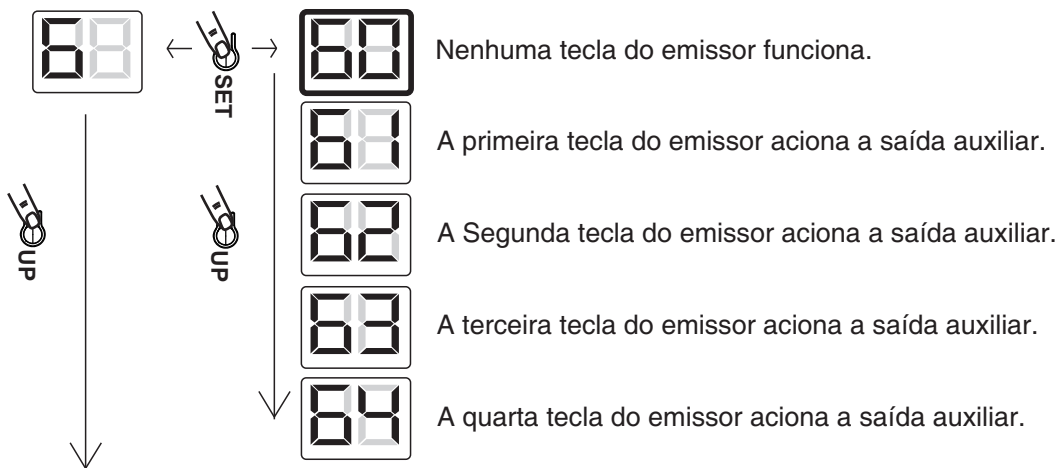 6
SET
60
Nenhuma tecla do emissor funciona.
61
A primeira tecla do emissor aciona a saída auxiliar.
UP
UP
62
A Segunda tecla do emissor aciona a saída auxiliar.
63
A terceira tecla do emissor aciona a saída auxiliar.
64
A quarta tecla do emissor aciona a saída auxiliar.